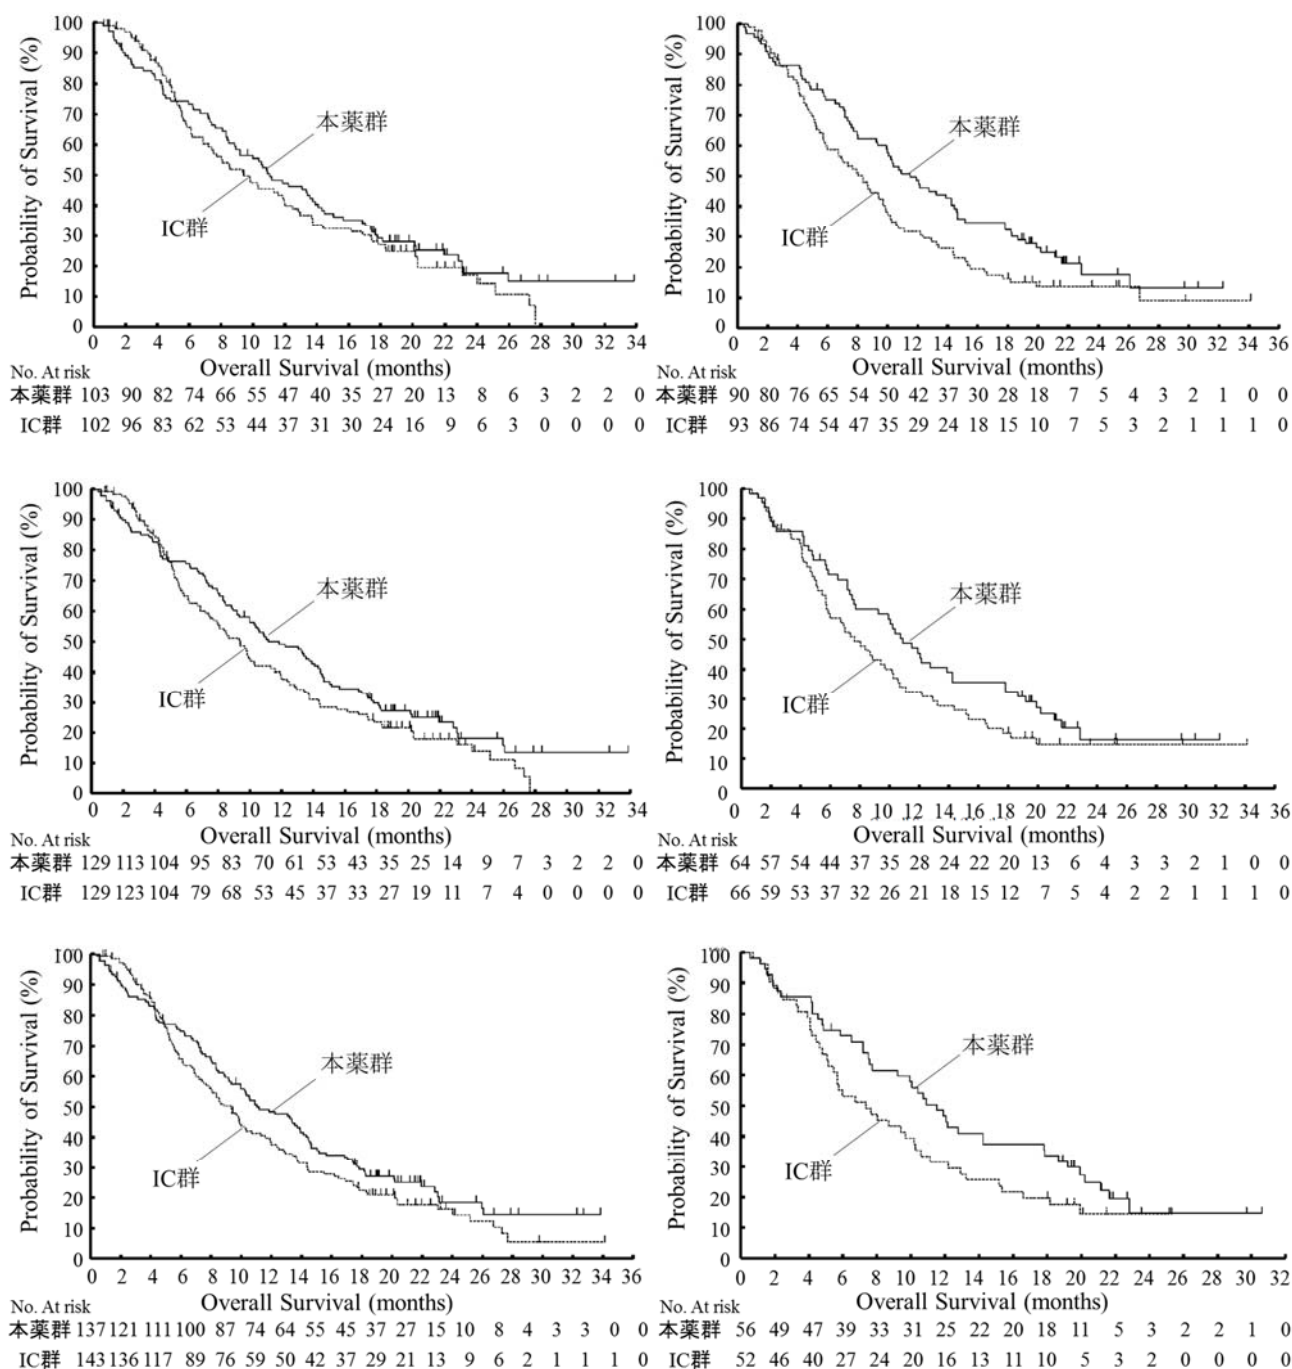 Probability of Survival (%)
100
90
80
70
60
50
40
30
20
10
0
本薬群
IC群
0 2 4 6 8 10 12 14 16 18 20 22 24 26 28 30 32 34 36
Overall Survival (months)
No. At risk
本薬群 103 90 82 74 66 55 47 40 35 27 20 13 8 6 3 2 2 0
IC群 102 96 83 62 53 44 37 31 30 24 16 9 6 3 0 0 0 0
Probability of Survival (%)
100
90
80
70
60
50
40
30
20
10
0
本薬群
IC群
0 2 4 6 8 10 12 14 16 18 20 22 24 26 28 30 32 34 36
Overall Survival (months)
No. At risk
本薬群 90 80 76 65 54 50 42 37 30 28 18 7 5 4 3 2 1 0 0
IC群 93 86 74 54 47 35 29 24 18 15 10 7 5 3 2 1 1 1 0
Probability of Survival (%)
100
90
80
70
60
50
40
30
20
10
0
本薬群
IC群
0 2 4 6 8 10 12 14 16 18 20 22 24 26 28 30 32 34
Overall Survival (months)
No. At risk
本薬群 129 113 104 95 83 70 61 53 43 35 25 14 9 7 3 2 2 0
IC群 129 123 104 79 68 53 45 37 33 27 19 11 7 4 0 0 0 0
Probability of Survival (%)
100
90
80
70
60
50
40
30
20
10
0
本薬群
IC群
0 2 4 6 8 10 12 14 16 18 20 22 24 26 28 30 32 34 36
Overall Survival (months)
No. At risk
本薬群 64 57 54 44 37 35 28 24 22 20 13 6 4 3 3 2 1 0 0
IC群 66 59 53 37 32 26 21 18 15 12 7 5 4 2 2 1 1 1 0
Probability of Survival (%)
100
90
80
70
60
50
40
30
20
10
0
本薬群
IC群
0 2 4 6 8 10 12 14 16 18 20 22 24 26 28 30 32 34 36
Overall Survival (months)
No. At risk
本薬群 137 121 111 100 87 74 64 55 45 37 27 15 10 8 4 3 3 0 0
IC群 143 136 117 89 76 59 50 42 37 29 21 13 9 6 2 1 1 1 0
Probability of Survival (%)
90
80
70
60
50
40
30
20
10
0
本薬群
IC群
0 2 4 6 8 10 12 14 16 18 20 22 24 26 28 30 32
Overall Survival (months)
No. At risk
本薬群 56 49 47 39 33 31 25 22 20 18 11 5 3 2 2 1 0
IC群 52 46 40 27 24 20 16 13 11 10 7 5 3 2 0 0 0 0